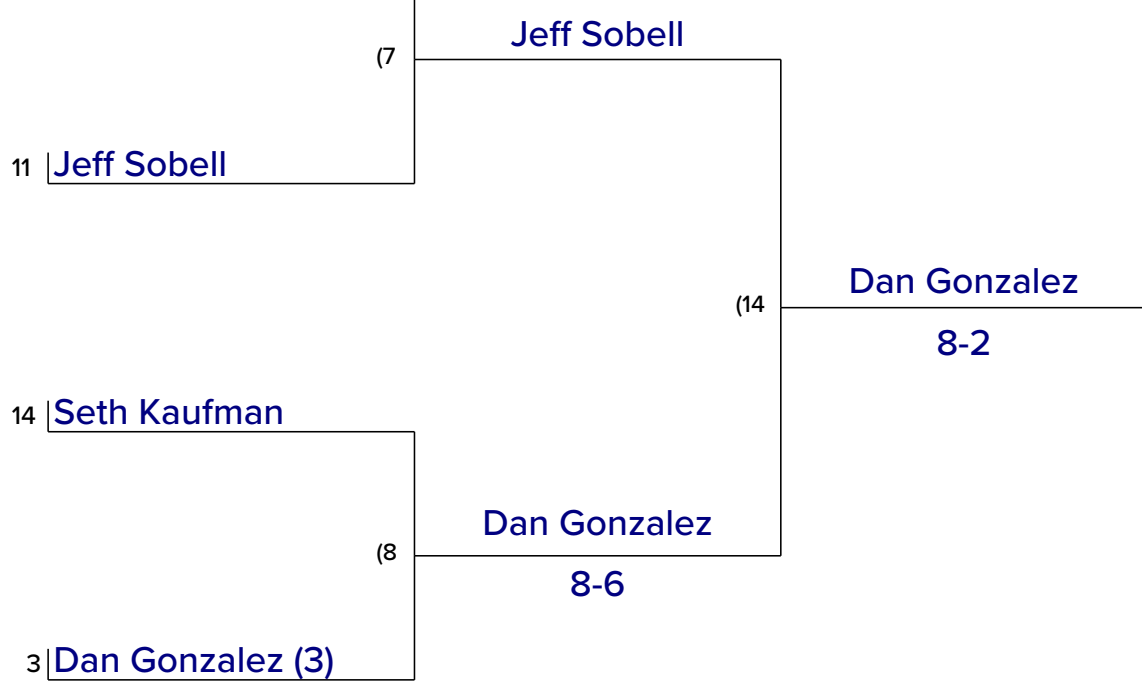 Jeff Sobell
(7
11 Jeff Sobell
Dan Gonzalez
(14
8-2
14 Seth Kaufman
Dan Gonzalez
(8
8-6
3 Dan Gonzalez (3)